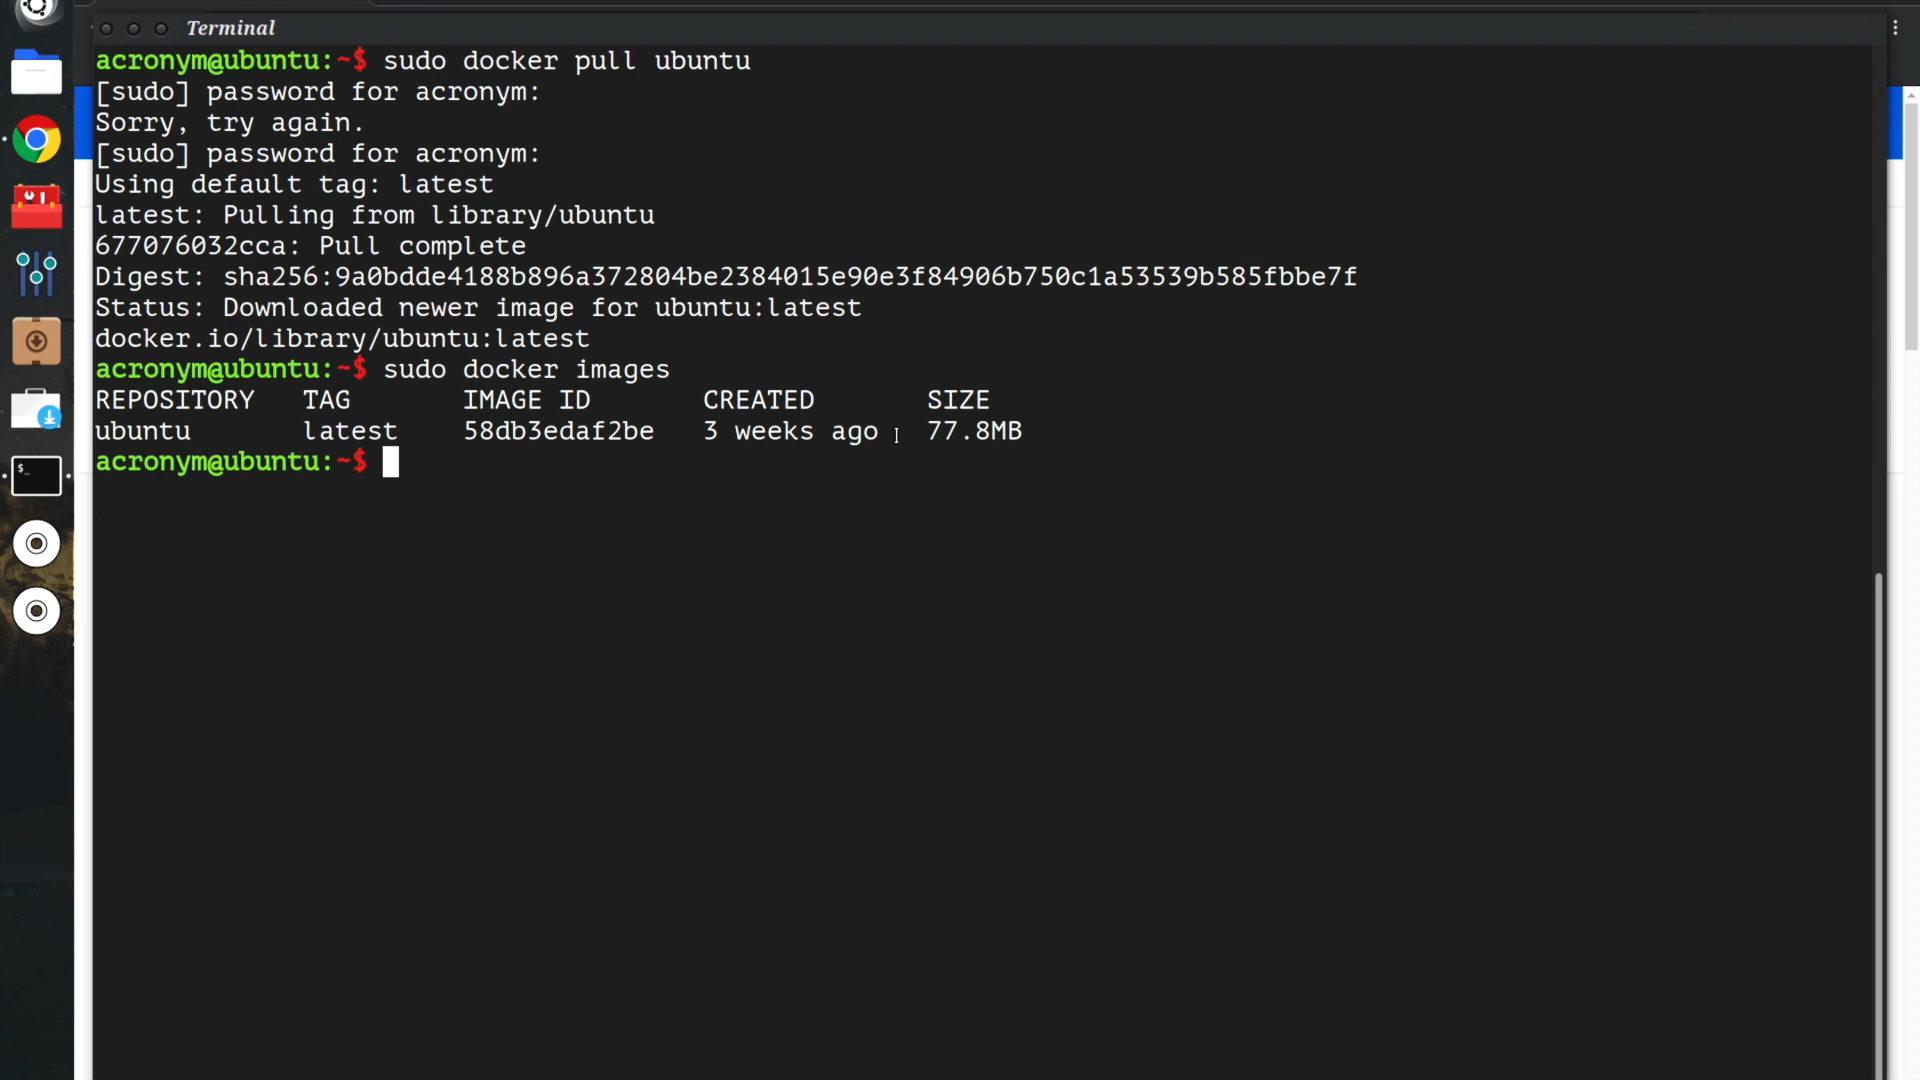 Terminal
acronym@ubuntu:~$ sudo docker pull ubuntu
[sudo] password for acronym:
Sorry, try again.
[sudo] password for acronym:
Using default tag: latest
latest: Pulling from library/ubuntu
677076032cca: Pull complete
Digest: sha256:9a0bdde4188b896a372804be2384015e90e3f84906b750c1a53539b585fbbe7f
Status: Downloaded newer image for ubuntu:latest
docker.io/library/ubuntu:latest
acronym@ubuntu:~$ sudo docker images
REPOSITORY   TAG       IMAGE ID       CREATED       SIZE
ubuntu       latest    58db3edaf2be   3 weeks ago   77.8MB
acronym@ubuntu:~$